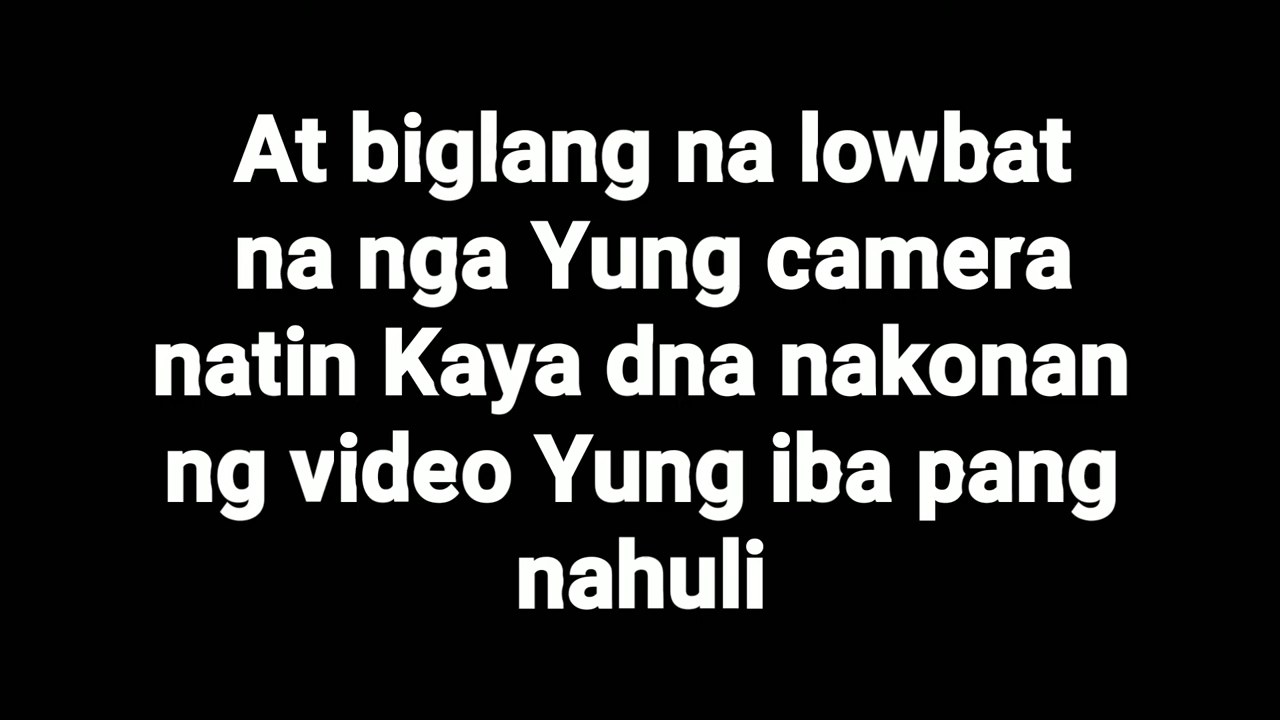 At biglang na lowbat
na nga Yung camera
natin Kaya dna nakonan
ng video Yung iba pang
nahuli